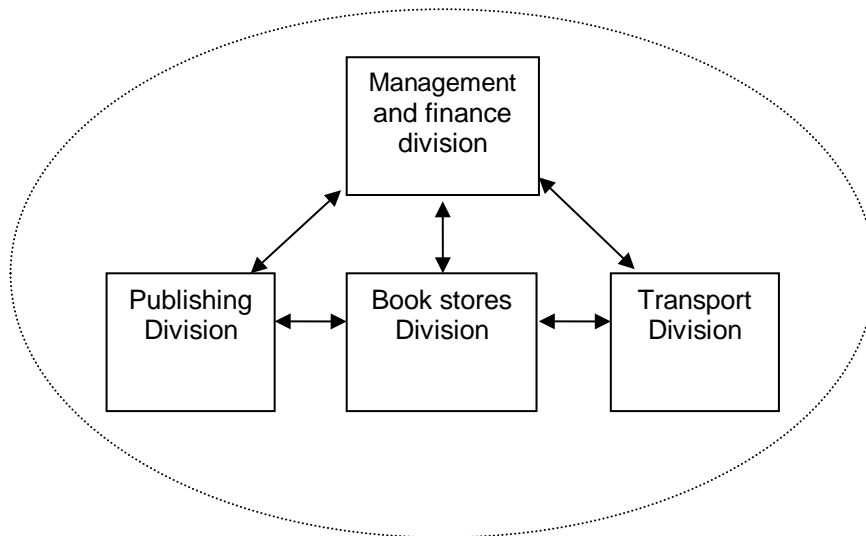 Management
and finance
division
Publishing
Division
Book stores
Division
Transport
Division